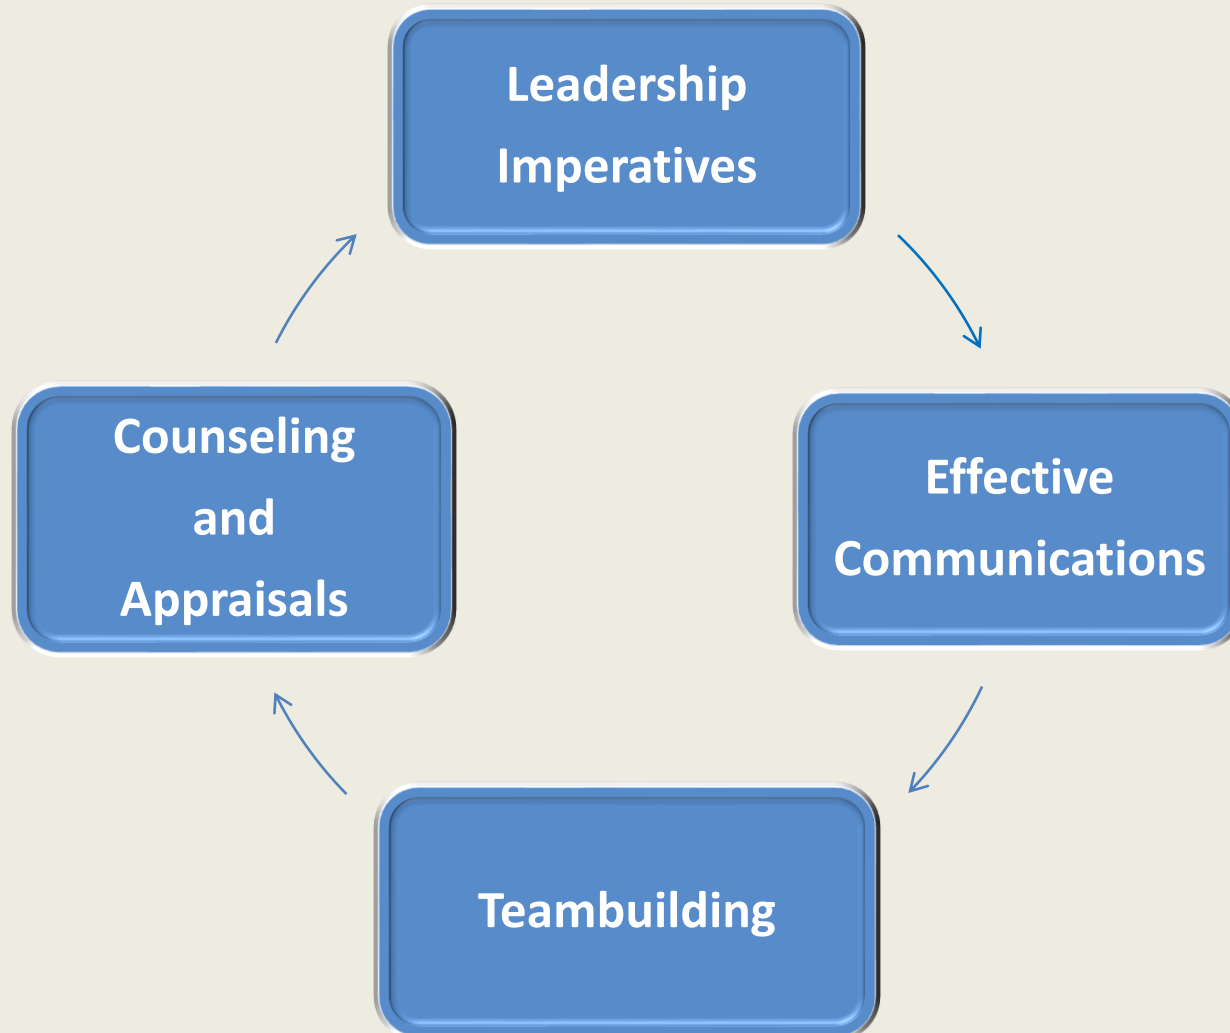 Leadership
Imperatives
Effective
Communications
Teambuilding
Counseling
and
Appraisals